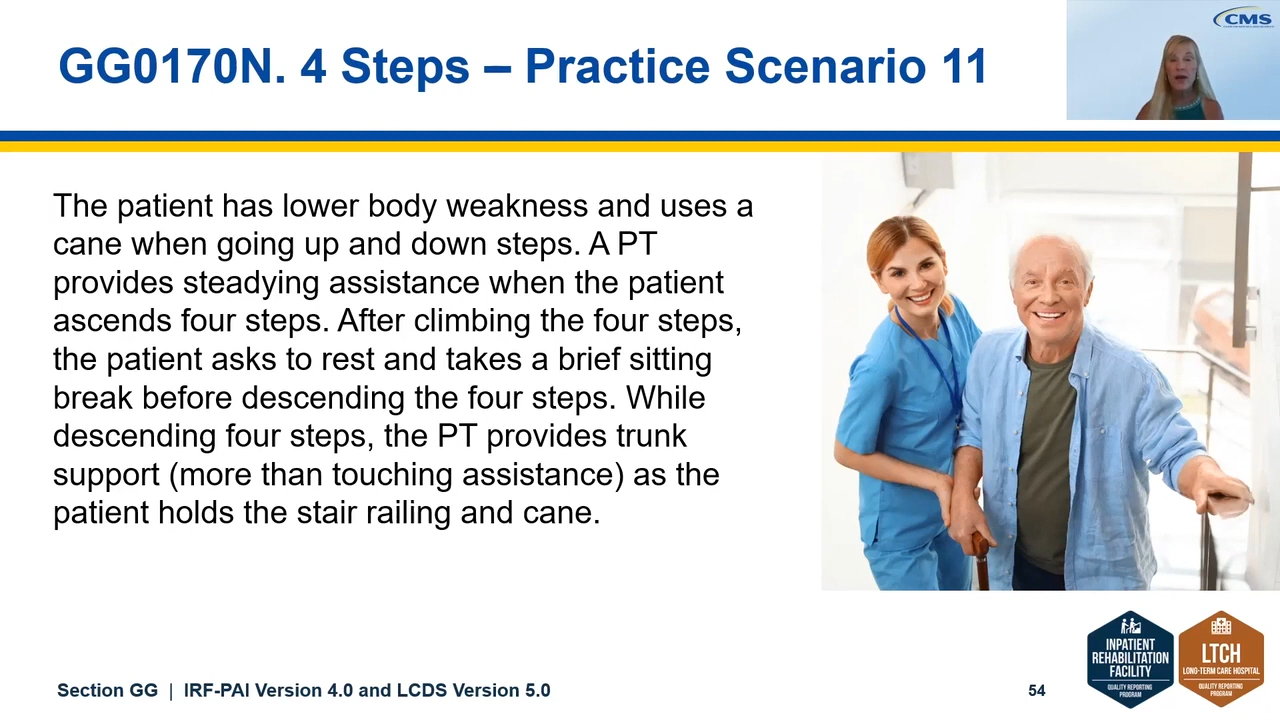 CMS
GG0170N. 4 Steps – Practice Scenario 11
The patient has lower body weakness and uses a
cane when going up and down steps. A PT
provides steadying assistance when the patient
ascends four steps. After climbing the four steps,
the patient asks to rest and takes a brief sitting
break before descending the four steps. While
descending four steps, the PT provides trunk
support (more than touching assistance) as the
patient holds the stair railing and cane.
INPATIENT
REHABILITATION
FACILITY
QUALITY REPORTING
PROGRAM
LTCH
LONG-TERM CARE HOSPITAL
QUALITY REPORTING
PROGRAM
Section GG | IRF-PAI Version 4.0 and LCDS Version 5.0
54